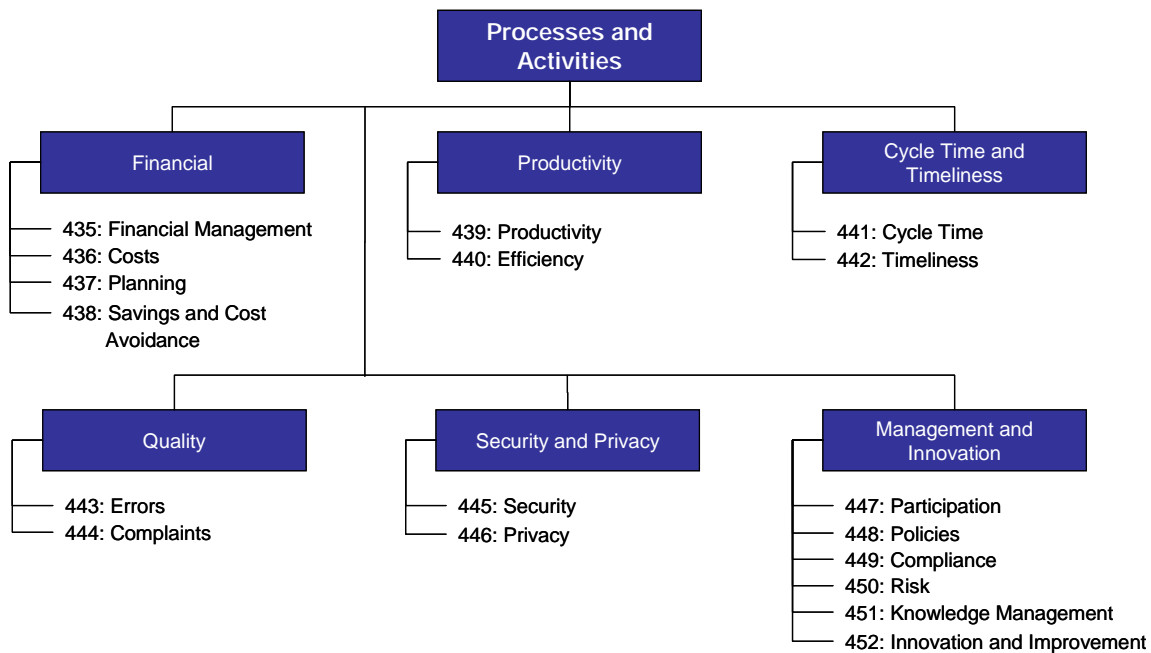 Processes and
Activities
Financial
435: Financial Management
436: Costs
437: Planning
438: Savings and Cost
Avoidance
Productivity
439: Productivity
440: Efficiency
Cycle Time and
Timeliness
441: Cycle Time
442: Timeliness
Quality
443: Errors
444: Complaints
Security and Privacy
445: Security
446: Privacy
Management and
Innovation
447: Participation
448: Policies
449: Compliance
450: Risk
451: Knowledge Management
452: Innovation and Improvement